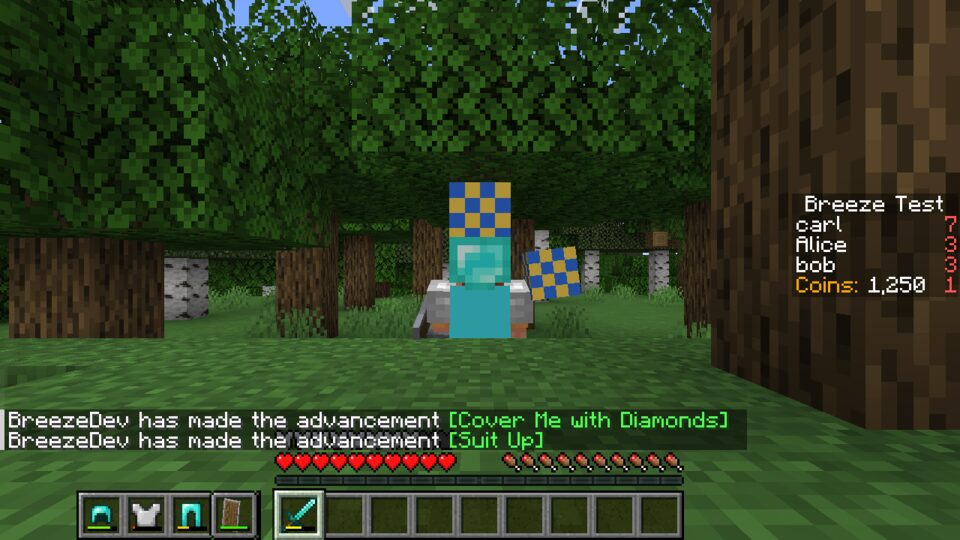 Breeze Test
carl 7
Alice 3
bob 3
Coins: 1,250 1
BreezeDev has made the advancement [Cover Me with Diamonds]
BreezeDev has made the advancement [Suit Up]